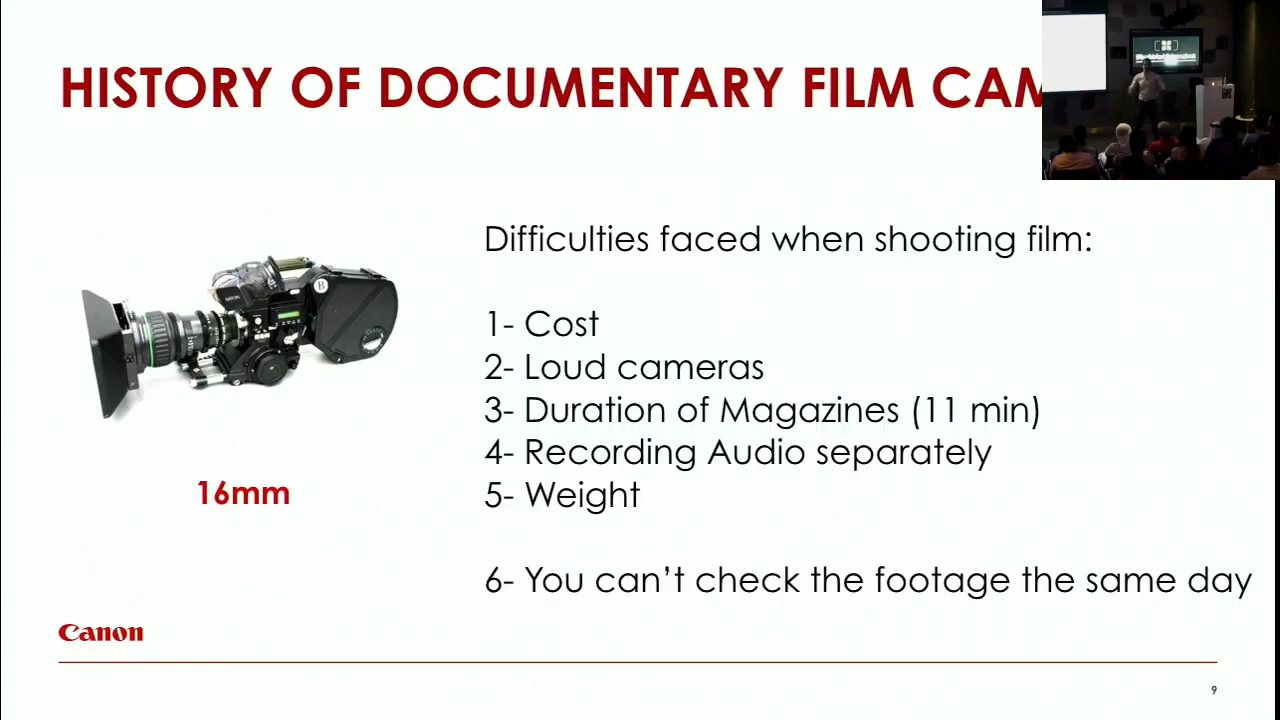 HISTORY OF DOCUMENTARY FILM
Difficulties faced when shooting film:
1- Cost
2- Loud cameras
3- Duration of Magazines (11 min)
4- Recording Audio separately
5- Weight
6- You can’t check the footage the same day
16mm
Canon
9